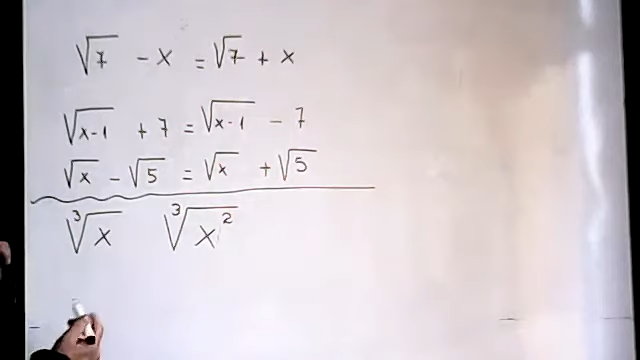 √7 - x = √7 + x
√x-1 + 7 = √x-1 - 7
√x - √5 = √x + √5
∛x ∛x²